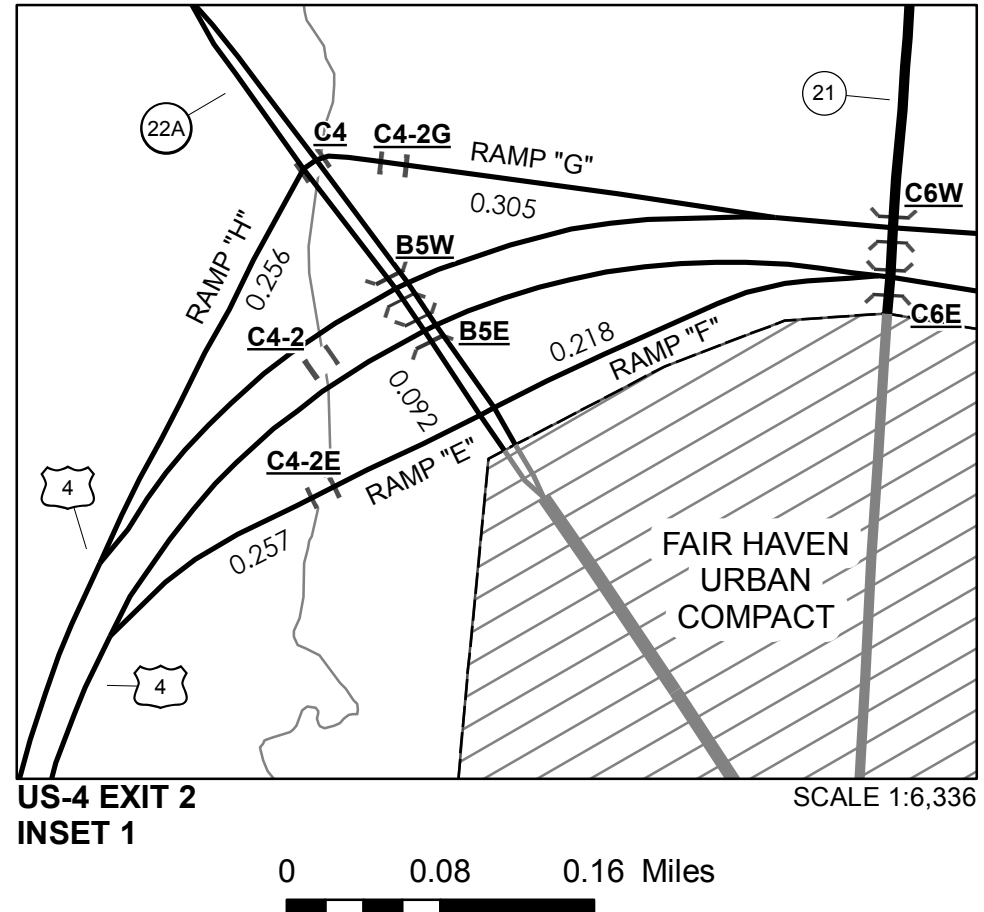 22A
21
C4
C4-2G
RAMP "G"
0.305
C6W
RAMP "H"
0.256
B5W
C4-2
B5E
C6E
0.218
RAMP "F"
0.092
C4-2E
RAMP "E"
0.257
4
4
FAIR HAVEN
URBAN
COMPACT
US-4 EXIT 2
INSET 1
SCALE 1:6,336
0 0.08 0.16 Miles